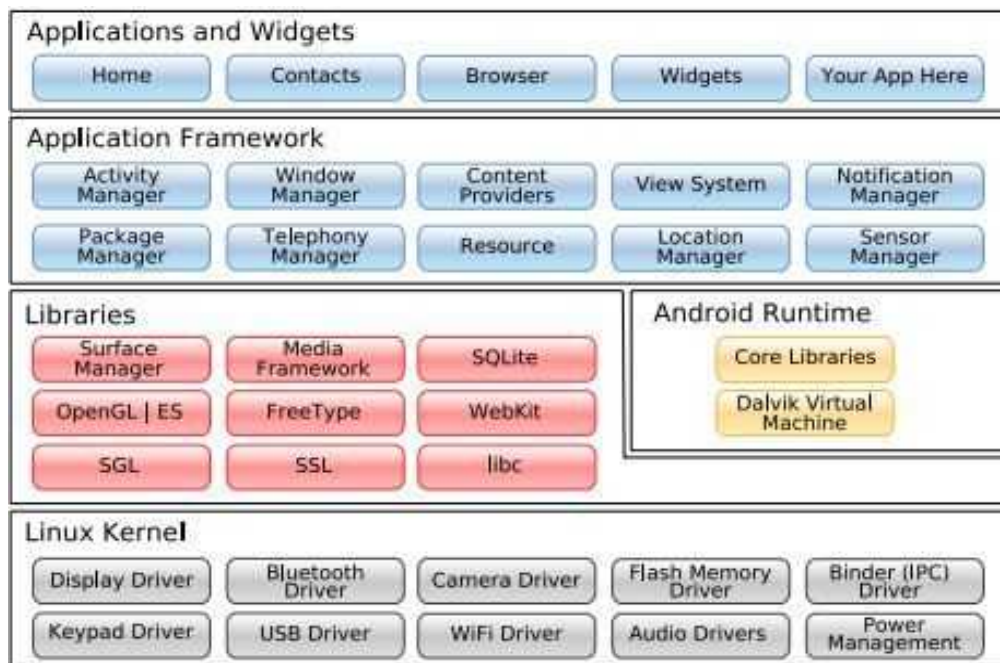 Applications and Widgets
Home
Contacts
Browser
Widgets
Your App Here
Application Framework
Activity
Manager
Window
Manager
Content
Providers
View System
Notification
Manager
Package
Manager
Telephony
Manager
Resource
Location
Manager
Sensor
Manager
Libraries
Surface
Manager
Media
Framework
SQLite
OpenGL | ES
FreeType
WebKit
SGL
SSL
libc
Android Runtime
Core Libraries
Dalvik Virtual
Machine
Linux Kernel
Display Driver
Bluetooth
Driver
Camera Driver
Flash Memory
Driver
Binder (IPC)
Driver
Keypad Driver
USB Driver
WiFi Driver
Audio Drivers
Power
Management